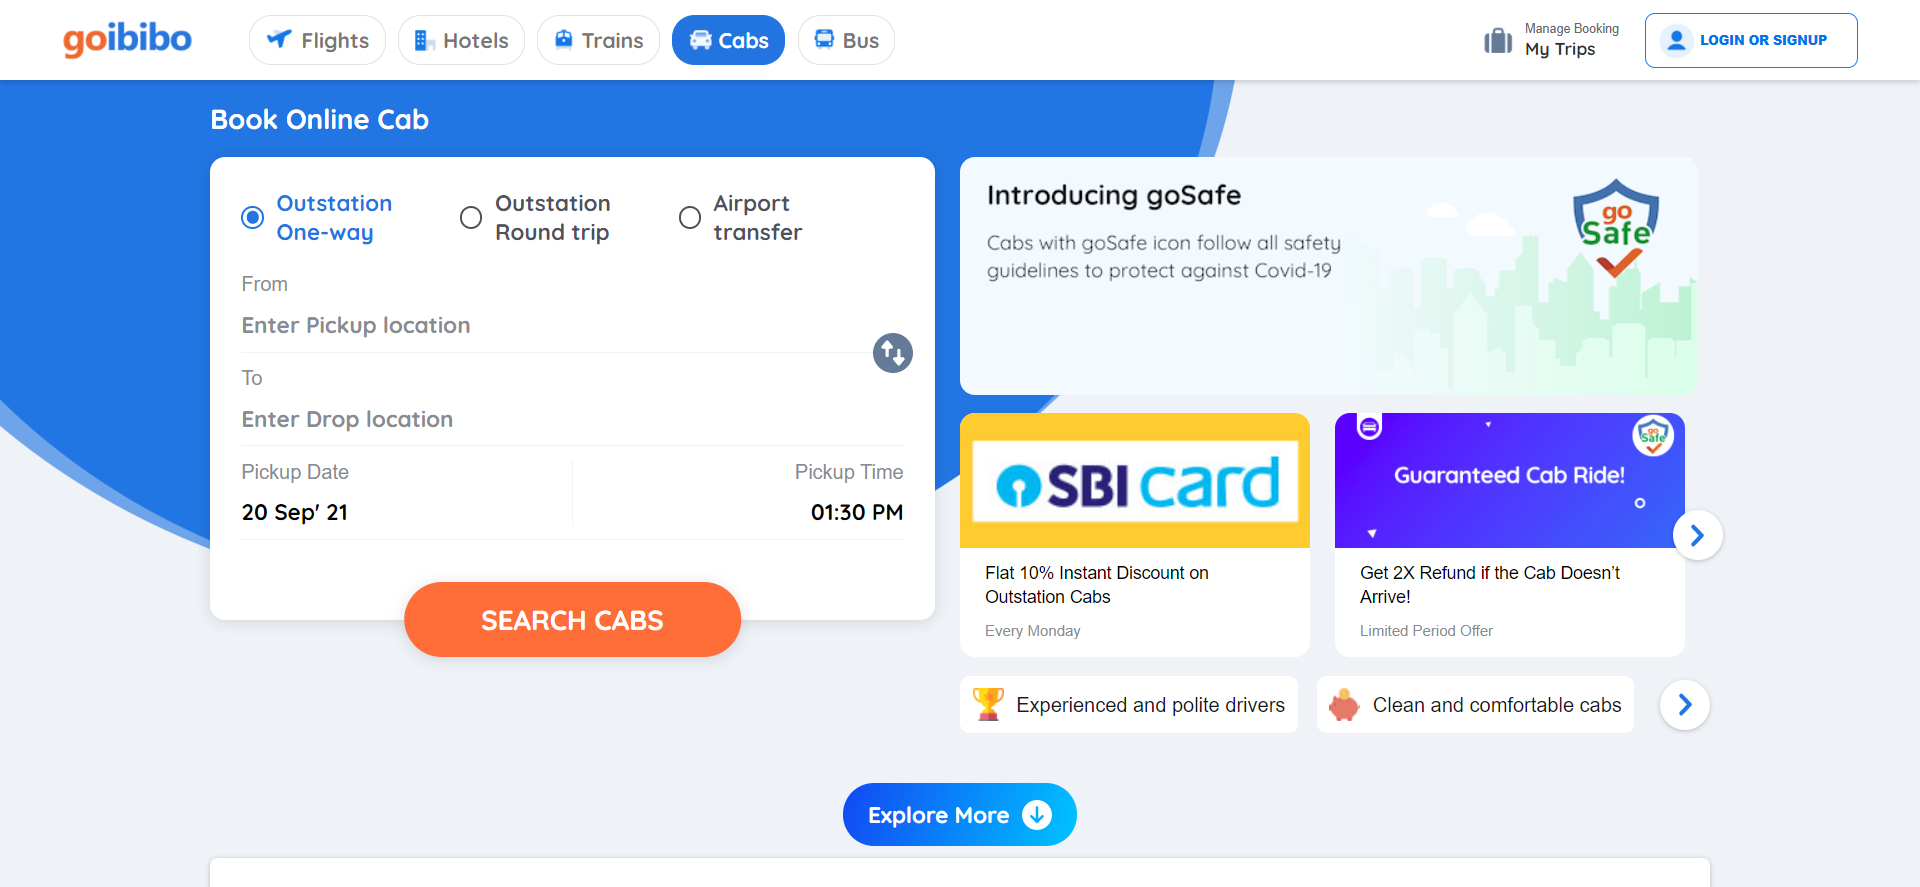 goibibo
Flights
Hotels
Trains
Cabs
Bus
Manage Booking
My Trips
LOGIN OR SIGNUP
Book Online Cab
Outstation
One-way
Outstation
Round trip
Airport
transfer
From
Enter Pickup location
To
Enter Drop location
Pickup Date
Pickup Time
20 Sep' 21
01:30 PM
SEARCH CABS
Introducing goSafe
Cabs with goSafe icon follow all safety
guidelines to protect against Covid-19
go
Safe
SBI card
Flat 10% Instant Discount on
Outstation Cabs
Every Monday
go
Safe
Guaranteed Cab Ride!
Get 2X Refund if the Cab Doesn’t
Arrive!
Limited Period Offer
Experienced and polite drivers
Clean and comfortable cabs
Explore More